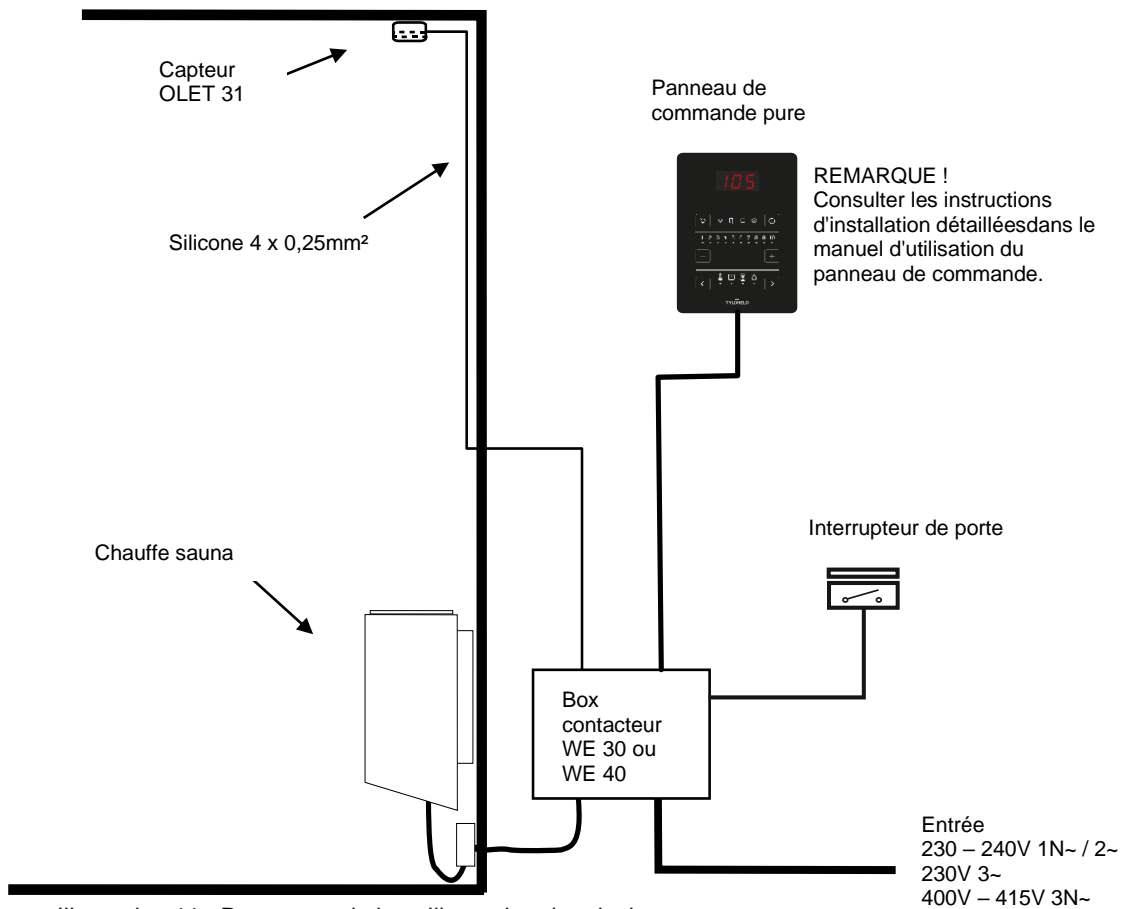 Capteur
OLET 31
Silicone 4 x 0,25mm²
Panneau de
commande pure
105
TYLÖHELO
REMARQUE !
Consulter les instructions
d'installation détailléesdans le
manuel d'utilisation du
panneau de commande.
Chauffe sauna
Interrupteur de porte
Box
contacteur
WE 30 ou
WE 40
Entrée
230 – 240V 1N~ / 2~
230V 3~
400V – 415V 3N~